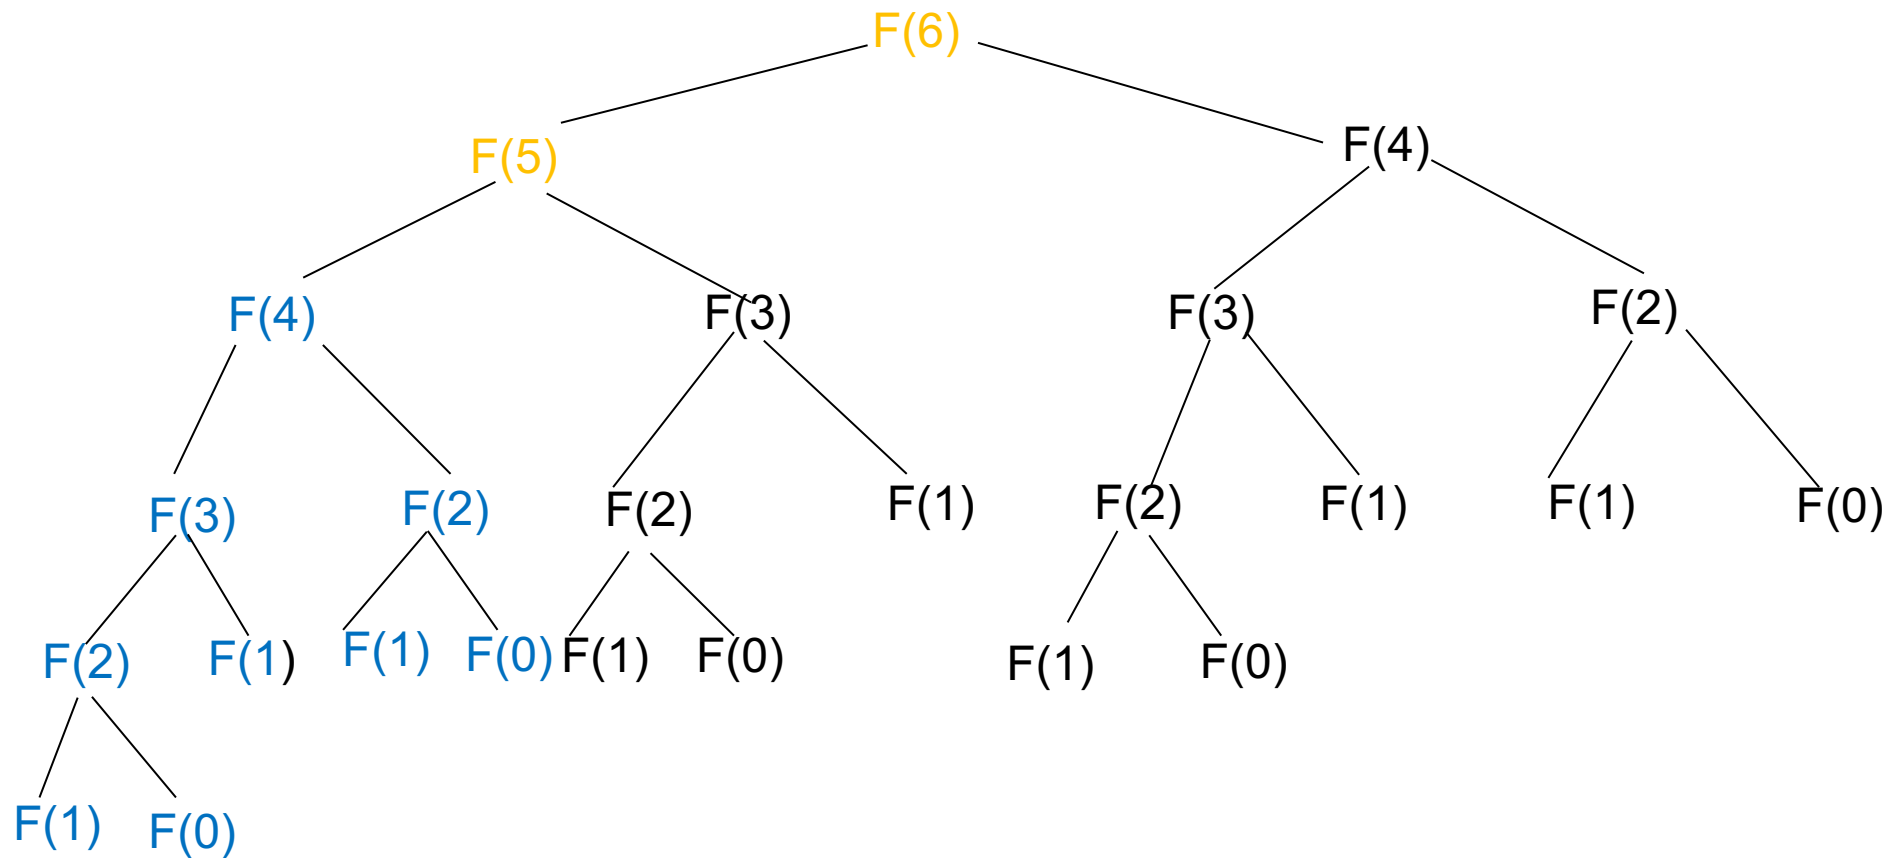 F(6)
F(5) F(4)
F(4) F(3) F(3) F(2)
F(3) F(2) F(2) F(1) F(2) F(1) F(1) F(0)
F(2) F(1) F(1) F(0) F(1) F(0) F(1) F(0)
F(1) F(0)